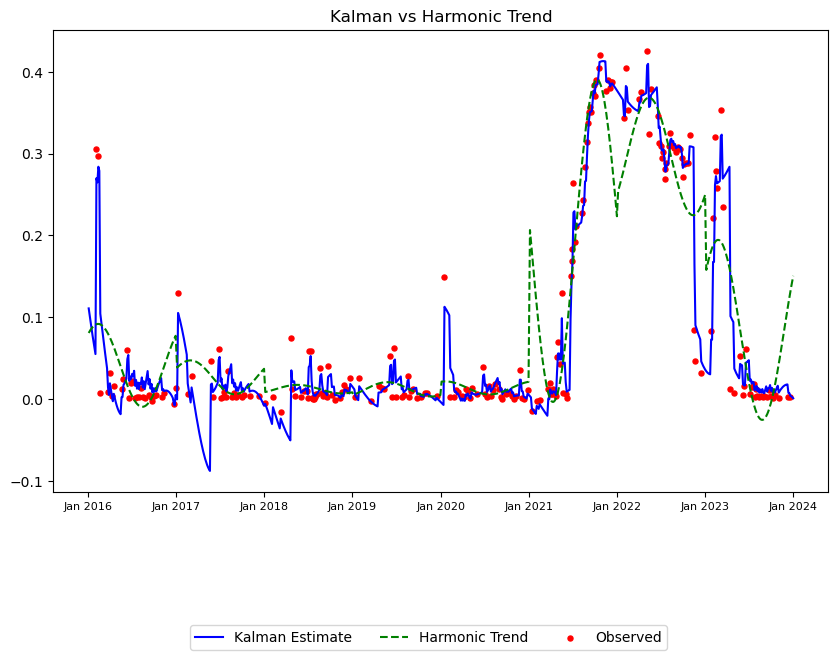 Kalman vs Harmonic Trend
0.4
0.3
0.2
0.1
0.0
−0.1
Jan 2016 Jan 2017 Jan 2018 Jan 2019 Jan 2020 Jan 2021 Jan 2022 Jan 2023 Jan 2024
Kalman Estimate Harmonic Trend Observed